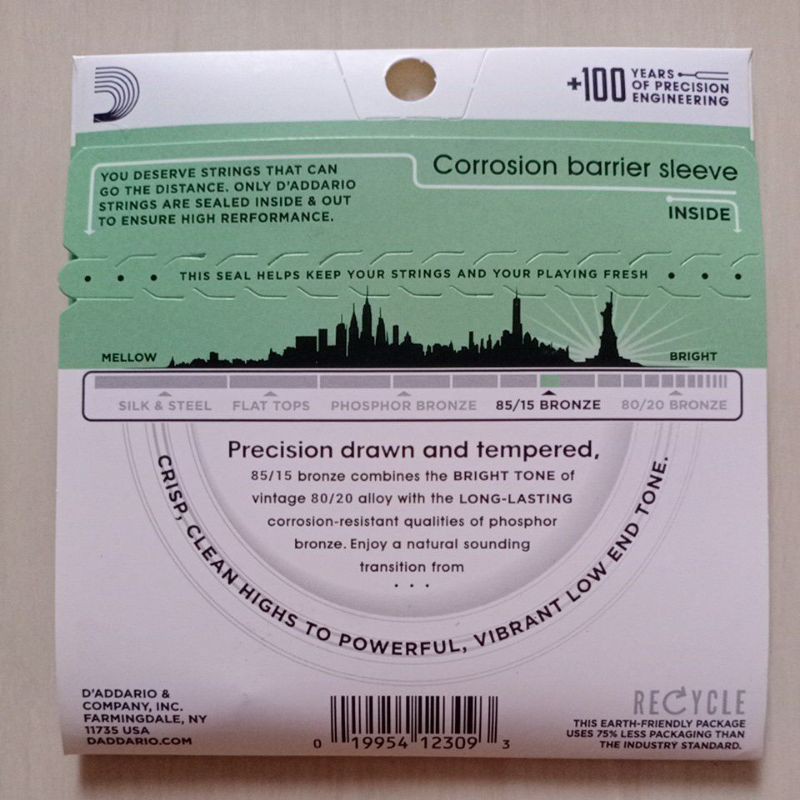 +100 YEARS
OF PRECISION
ENGINEERING
YOU DESERVE STRINGS THAT CAN
GO THE DISTANCE. ONLY D'ADDARIO
STRINGS ARE SEALED INSIDE & OUT
TO ENSURE HIGH RERFORMANCE.
Corrosion barrier sleeve
INSIDE
THIS SEAL HELPS KEEP YOUR STRINGS AND YOUR PLAYING FRESH
MELLOW
BRIGHT
SILK & STEEL FLAT TOPS PHOSPHOR BRONZE 85/15 BRONZE 80/20 BRONZE
Precision drawn and tempered,
85/15 bronze combines the BRIGHT TONE of
vintage 80/20 alloy with the LONG-LASTING
corrosion-resistant qualities of phosphor
bronze. Enjoy a natural sounding
transition from
...
CRISP, CLEAN HIGHS TO POWERFUL, VIBRANT LOW END TONE.
D'ADDARIO &
COMPANY, INC.
FARMINGDALE, NY
11735 USA
DADDARIO.COM
0 19954 12309 3
RECYCLE
THIS EARTH-FRIENDLY PACKAGE
USES 75% LESS PACKAGING THAN
THE INDUSTRY STANDARD.